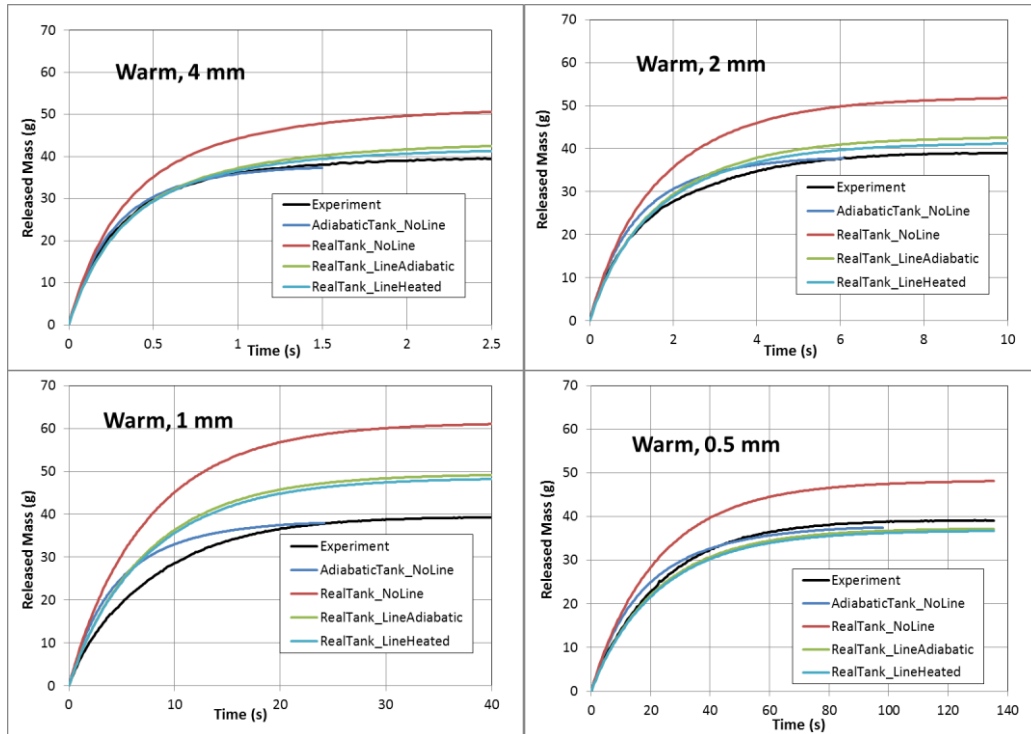 70
60
50
40
30
20
10
0
Released Mass (g)
Warm, 4 mm
Experiment
AdiabaticTank_NoLine
RealTank_NoLine
RealTank_LineAdiabatic
RealTank_LineHeated
0 0.5 1 1.5 2 2.5
Time (s)
70
60
50
40
30
20
10
0
Released Mass (g)
Warm, 2 mm
Experiment
AdiabaticTank_NoLine
RealTank_NoLine
RealTank_LineAdiabatic
RealTank_LineHeated
0 2 4 6 8 10
Time (s)
70
60
50
40
30
20
10
0
Released Mass (g)
Warm, 1 mm
Experiment
AdiabaticTank_NoLine
RealTank_NoLine
RealTank_LineAdiabatic
RealTank_LineHeated
0 10 20 30 40
Time (s)
70
60
50
40
30
20
10
0
Released Mass (g)
Warm, 0.5 mm
Experiment
AdiabaticTank_NoLine
RealTank_NoLine
RealTank_LineAdiabatic
RealTank_LineHeated
0 20 40 60 80 100 120 140
Time (s)